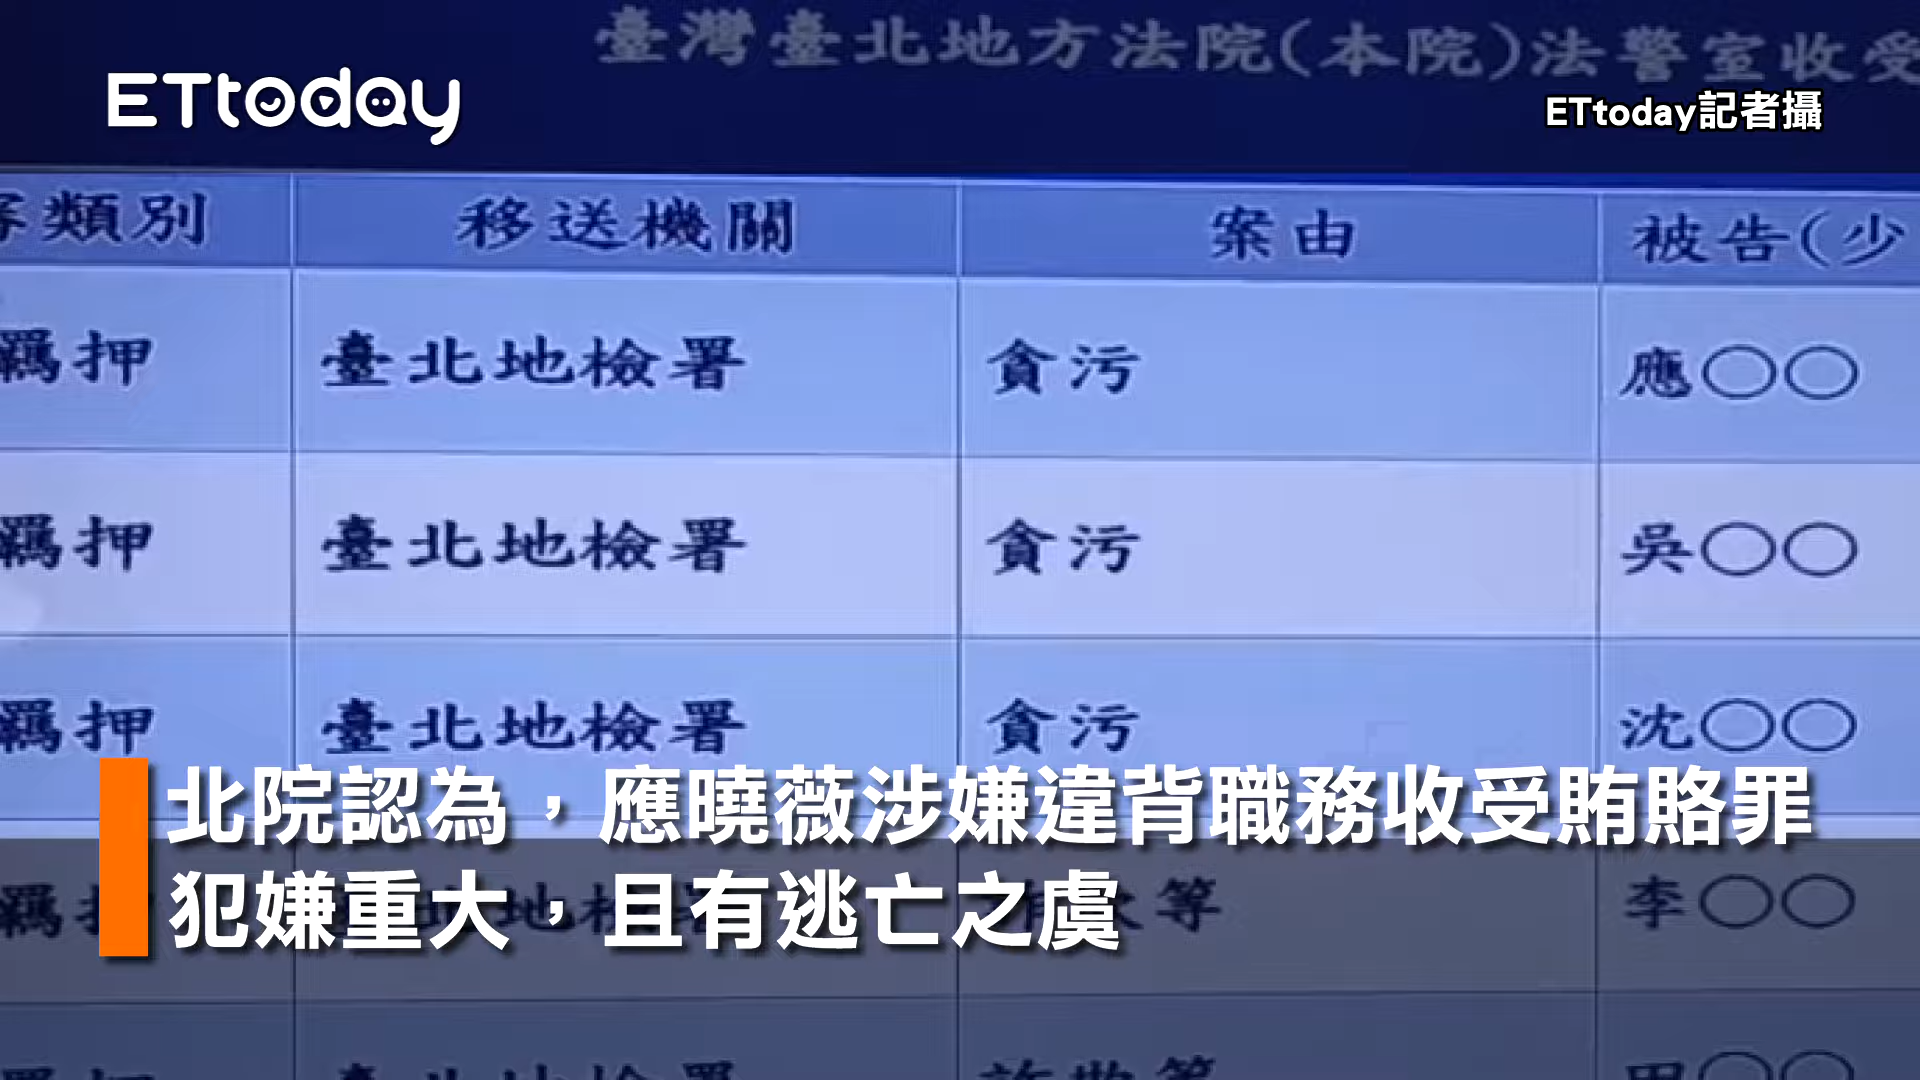 臺灣臺北地方法院(本院)法警室收受
ETtoday
ETtoday記者攝
類別 移送機關 案由 被告(少
羈押 臺北地檢署 貪污 應○○
羈押 臺北地檢署 貪污 吳○○
羈押 臺北地檢署 貪污 沈○○
北院認為，應曉薇涉嫌違背職務收受賄賂罪
犯嫌重大，且有逃亡之虞
羈 等 李○○